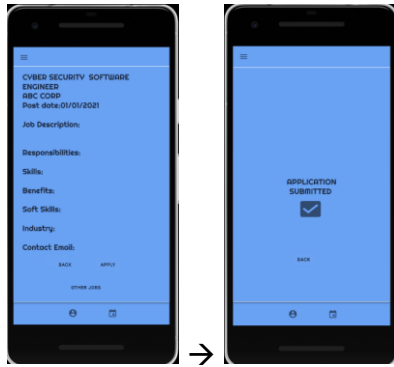 CYBER SECURITY SOFTWARE
ENGINEER
ABC CORP
Post date:01/01/2021
Job Description:
Responsibilities:
Skills:
Benefits:
Soft Skills:
Industry:
Contact Email:
BACK APPLY
OTHER JOBS
APPLICATION
SUBMITTED
BACK